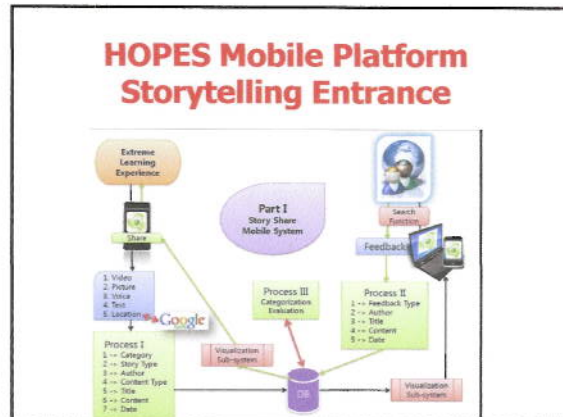 HOPES Mobile Platform
Storytelling Entrance
Extreme
Learning
Experience
Share
1. Video
2. Picture
3. Voice
4. Text
5. Location
Google
Process I
1 -> Category
2 -> Story Type
3 -> Author
4 -> Content Type
5 -> Title
6 -> Content
7 -> Date
Part I
Story Share
Mobile System
Process III
Categorization
Evaluation
Visualization
Sub-system
DB
Search
Function
Feedback
Process II
1 -> Feedback Type
2 -> Author
3 -> Title
4 -> Content
5 -> Date
Visualization
Sub-system